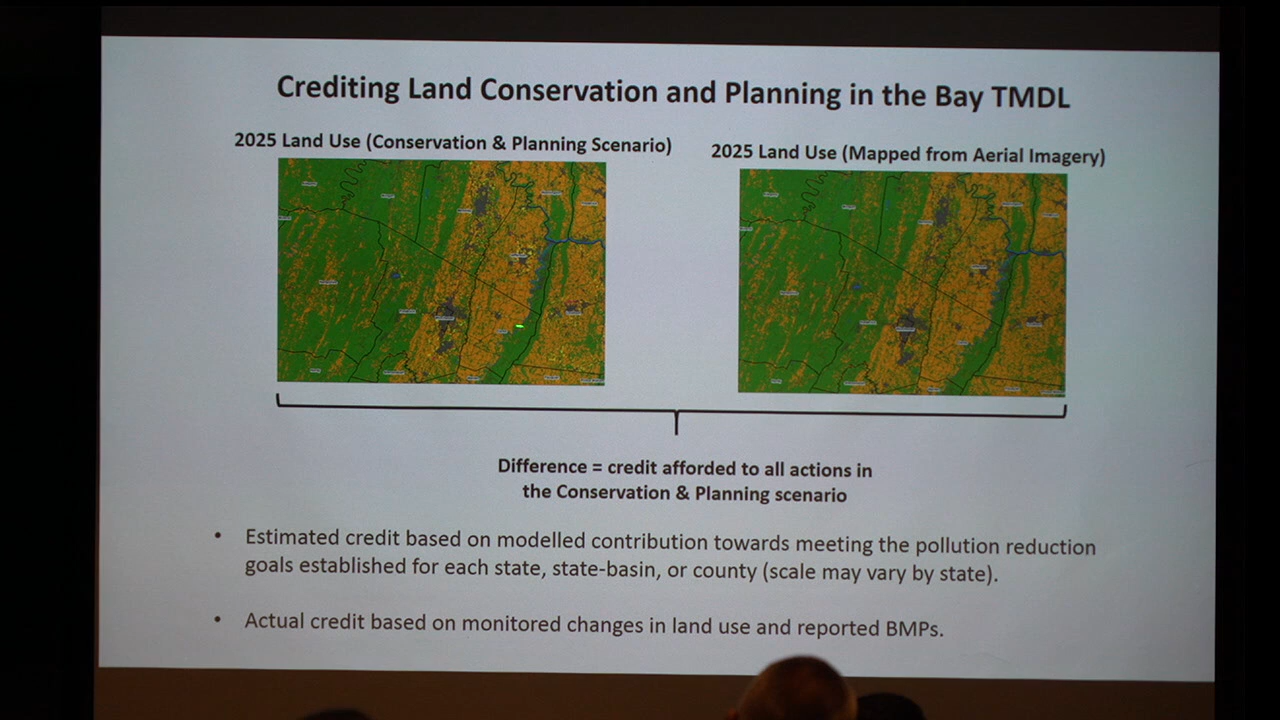 Crediting Land Conservation and Planning in the Bay TMDL
2025 Land Use (Conservation & Planning Scenario)
2025 Land Use (Mapped from Aerial Imagery)
Difference = credit afforded to all actions in
the Conservation & Planning scenario
• Estimated credit based on modelled contribution towards meeting the pollution reduction
goals established for each state, state-basin, or county (scale may vary by state).
• Actual credit based on monitored changes in land use and reported BMPs.